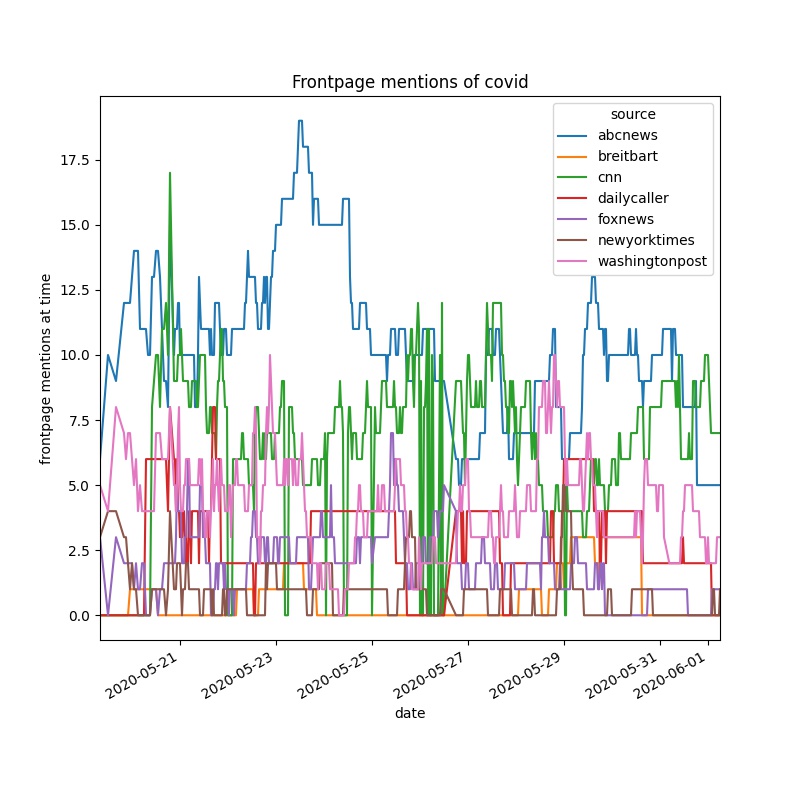 Frontpage mentions of covid
source
abcnews
breitbart
cnn
dailycaller
foxnews
newyorktimes
washingtonpost
frontpage mentions at time
17.5
15.0
12.5
10.0
7.5
5.0
2.5
0.0
2020-05-21
2020-05-23
2020-05-25
2020-05-27
2020-05-29
2020-05-31
2020-06-01
date